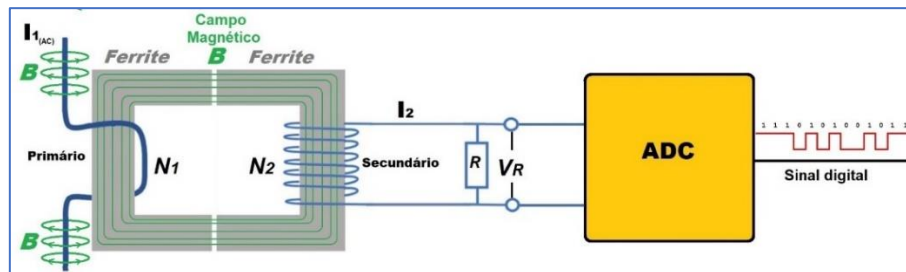 I1(AC)
Campo
Magnético
Ferrite B Ferrite
B
Primário
N1
N2
Secundário
I2
R
VR
ADC
1 1 1 0 1 0 1 0 0 1 0 1 1
Sinal digital
B